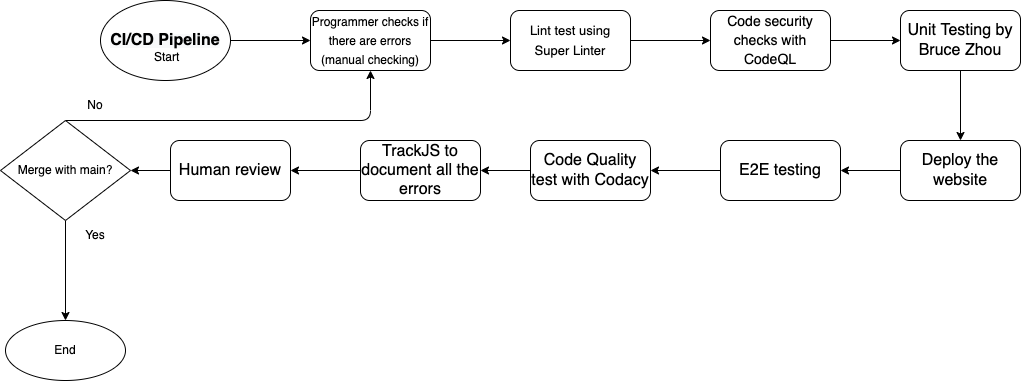 CI/CD Pipeline
Start
Programmer checks if
there are errors
(manual checking)
Lint test using
Super Linter
Code security
checks with
CodeQL
Unit Testing by
Bruce Zhou
No
Merge with main?
Human review
TrackJS to
document all the
errors
Code Quality
test with Codacy
E2E testing
Deploy the
website
Yes
End